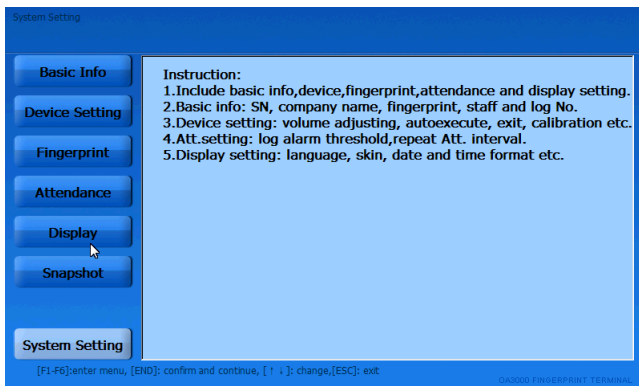 System Setting
Basic Info
Device Setting
Fingerprint
Attendance
Display
Snapshot
System Setting
Instruction:
1.Include basic info,device,fingerprint,attendance and display setting.
2.Basic info: SN, company name, fingerprint, staff and log No.
3.Device setting: volume adjusting, autoexecute, exit, calibration etc.
4.Att.setting: log alarm threshold,repeat Att. interval.
5.Display setting: language, skin, date and time format etc.
[F1-F6]:enter menu, [END]: confirm and continue, [ ↑ ↓ ]: change,[ESC]: exit
OA3000 FINGERPRINT TERMINAL